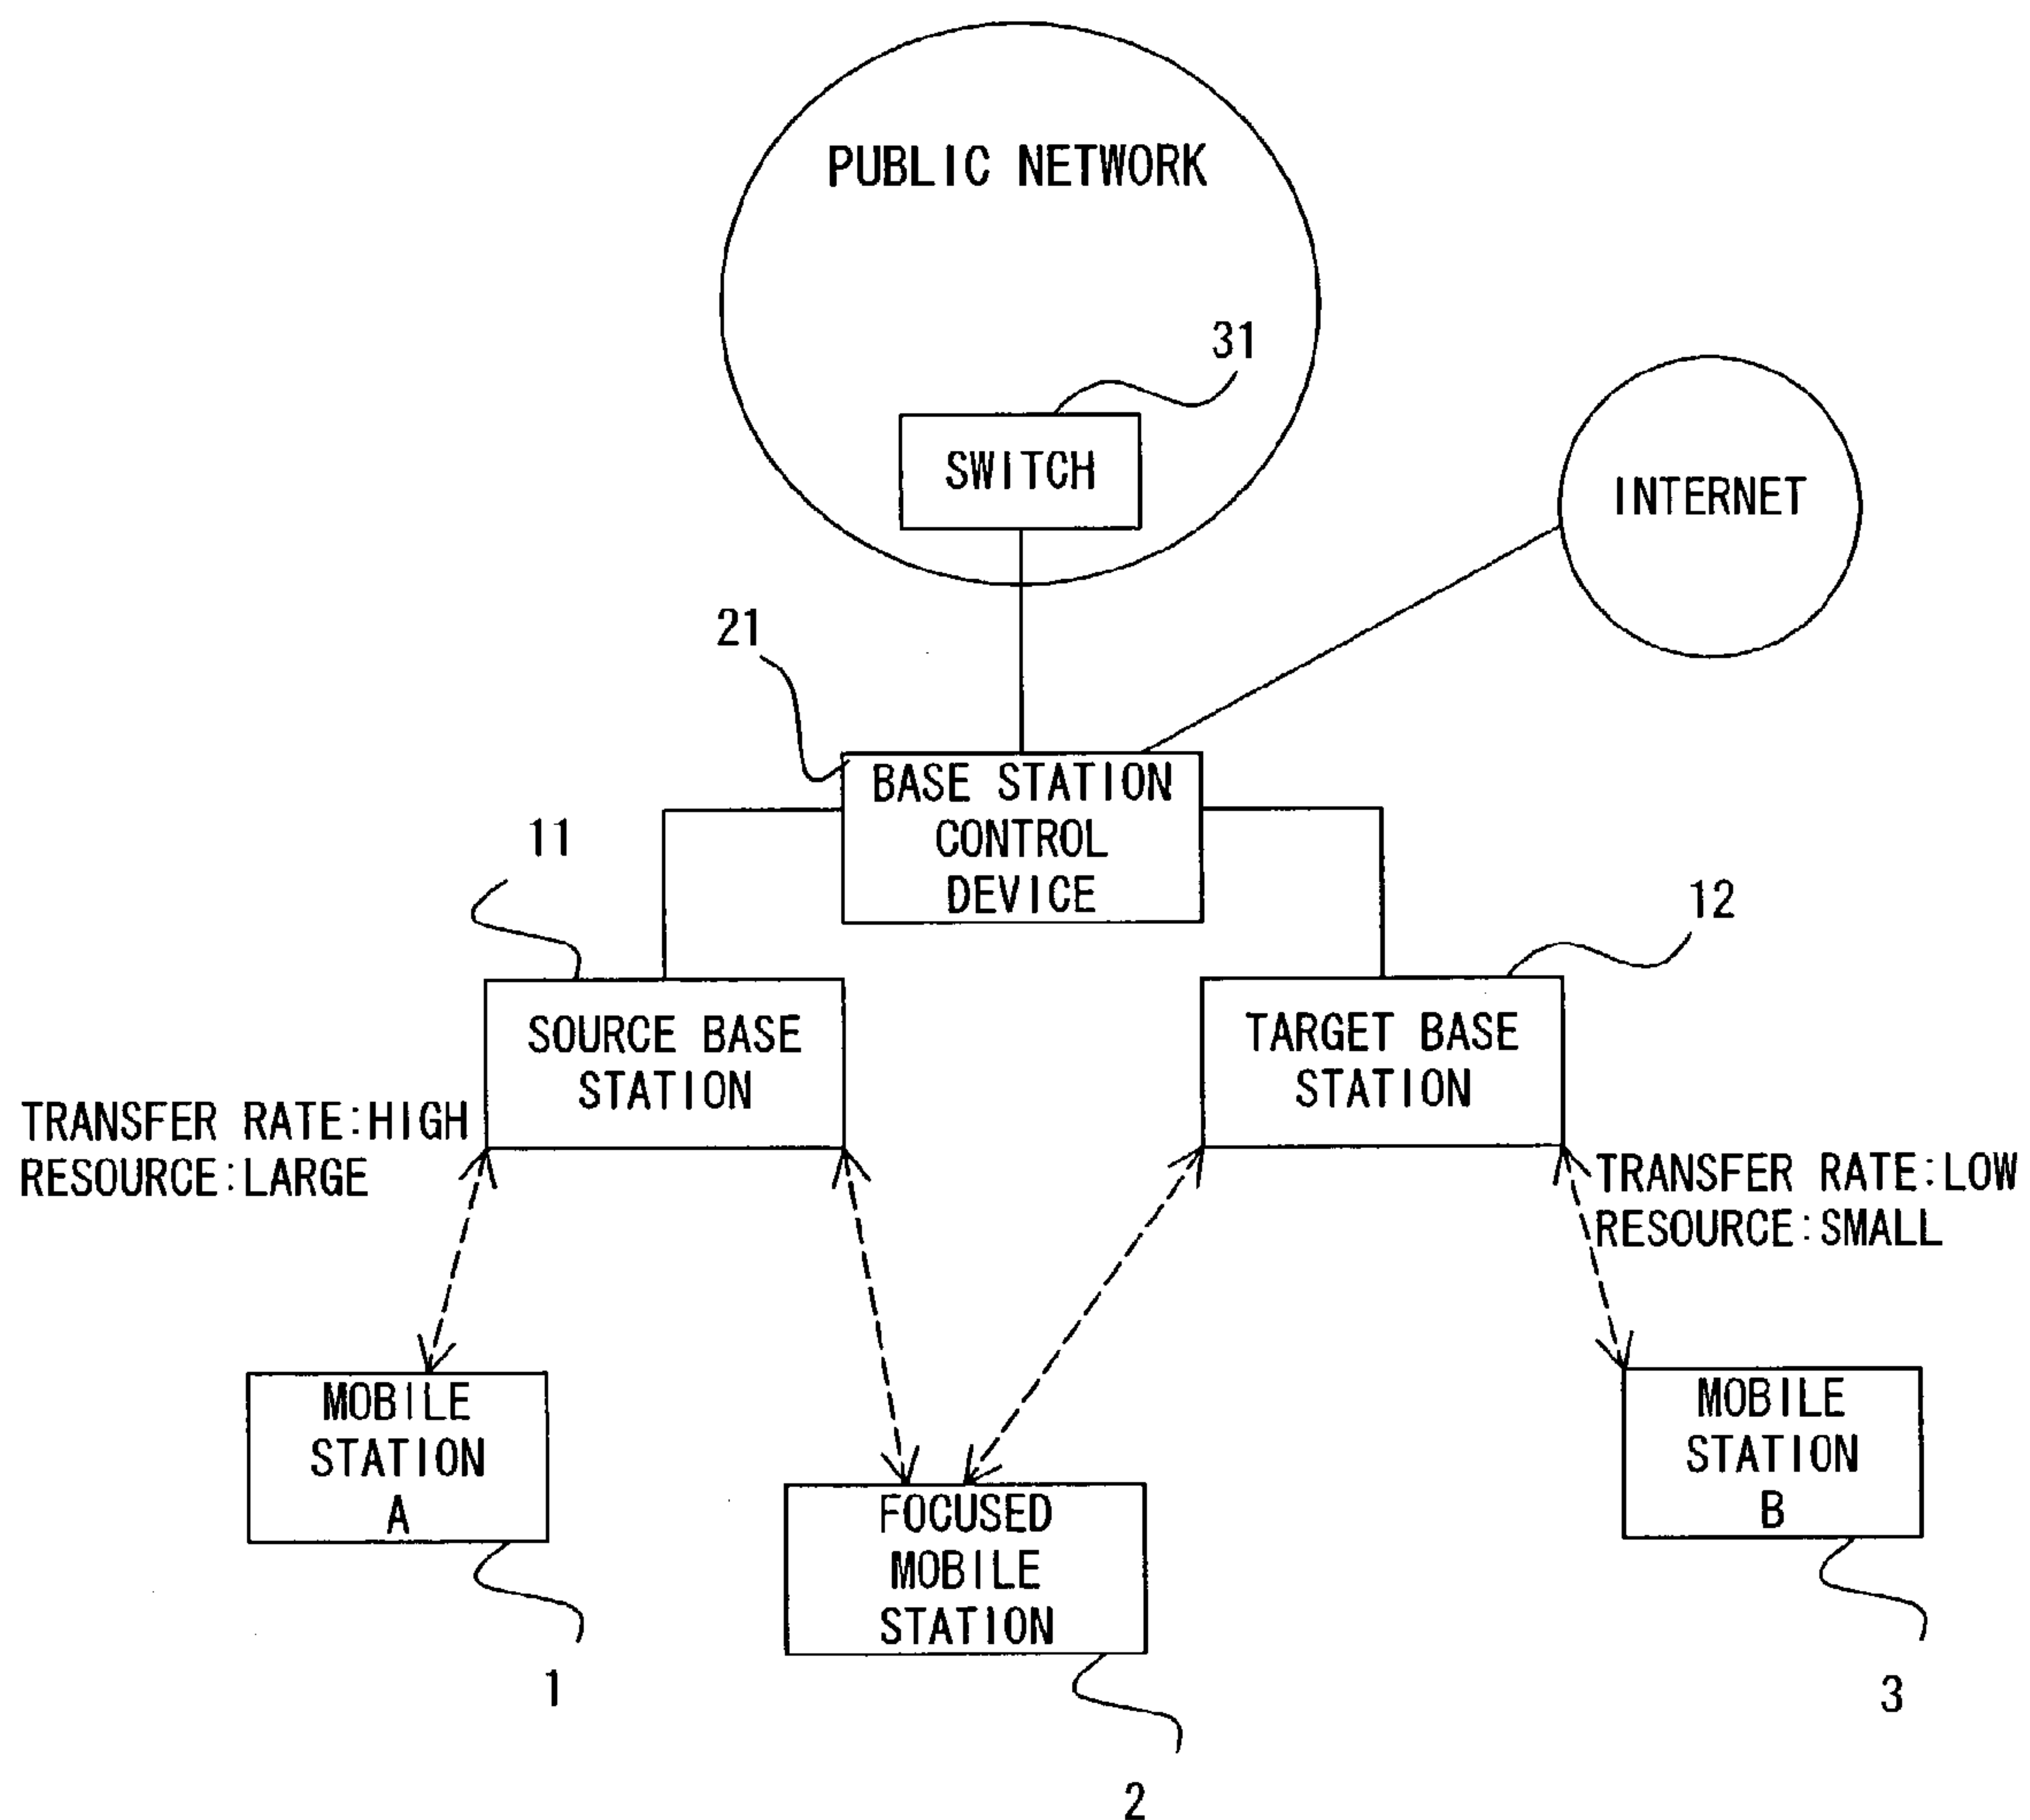 PUBLIC NETWORK
31
SWITCH
INTERNET
21
BASE STATION
CONTROL
DEVICE
11
12
SOURCE BASE
STATION
TARGET BASE
STATION
TRANSFER RATE:HIGH
RESOURCE:LARGE
TRANSFER RATE:LOW
RESOURCE:SMALL
MOBILE
STATION
A
FOCUSED
MOBILE
STATION
MOBILE
STATION
B
1
2
3